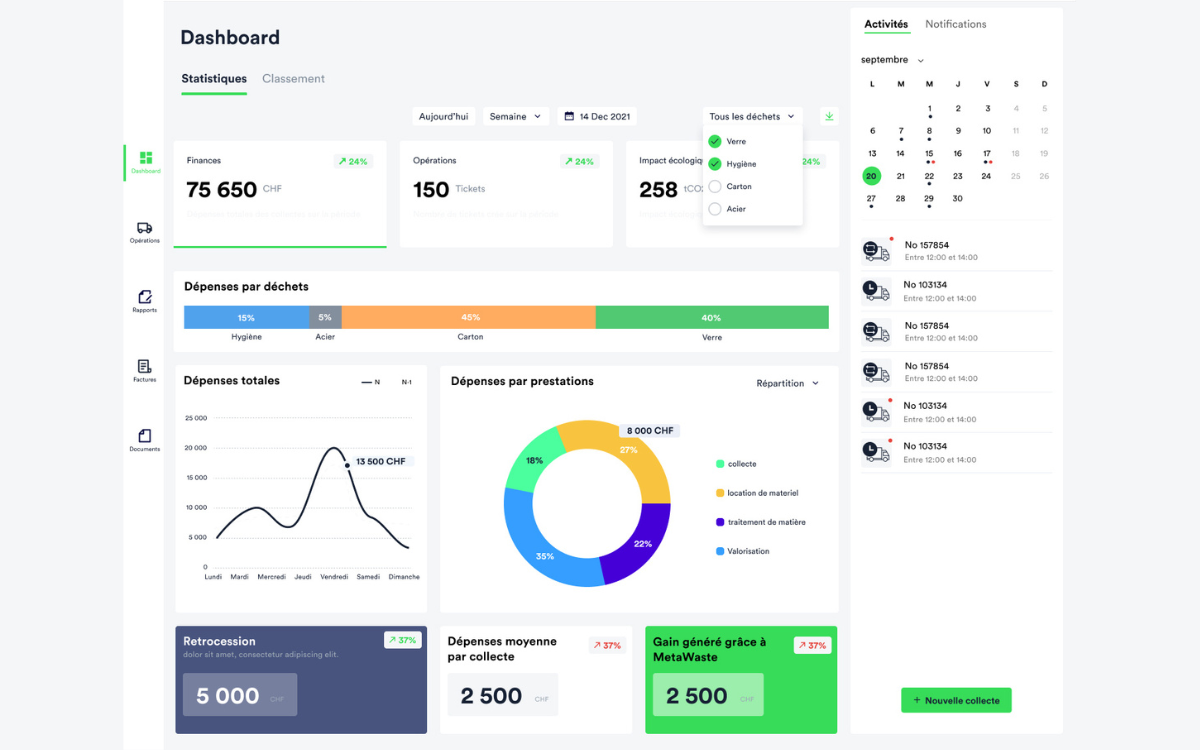 Dashboard
Statistiques
Classement
Aujourd'hui
Semaine
14 Dec 2021
Tous les déchets
Verre
Hygiène
Carton
Acier
Dashboard
Opérations
Rapports
Factures
Documents
Finances
24%
75 650 CHF
Opérations
24%
150 Tickets
Impact écologiq
24%
258 tCO
Dépenses par déchets
15%
5%
45%
40%
Hygiène
Acier
Carton
Verre
Dépenses totales
N
N-1
25 000
20 000
15 000
10 000
5 000
0
13 500 CHF
Lundi
Mardi
Mercredi
Jeudi
Vendredi
Samedi
Dimanche
Dépenses par prestations
Répartition
8 000 CHF
27%
18%
22%
35%
collecte
location de materiel
traitement de matière
Valorisation
Retrocession
37%
dolor sit amet, consectetur adipiscing elit.
5 000 CHF
Dépenses moyenne
par collecte
37%
2 500 CHF
Gain généré grâce à
MetaWaste
37%
2 500 CHF
Activités
Notifications
septembre
L M M J V S D
1 2 3 4 5
6 7 8 9 10 11 12
13 14 15 16 17 18 19
20 21 22 23 24 25 26
27 28 29 30
No 157854
Entre 12:00 et 14:00
No 103134
Entre 12:00 et 14:00
No 157854
Entre 12:00 et 14:00
No 157854
Entre 12:00 et 14:00
No 103134
Entre 12:00 et 14:00
No 103134
Entre 12:00 et 14:00
+ Nouvelle collecte